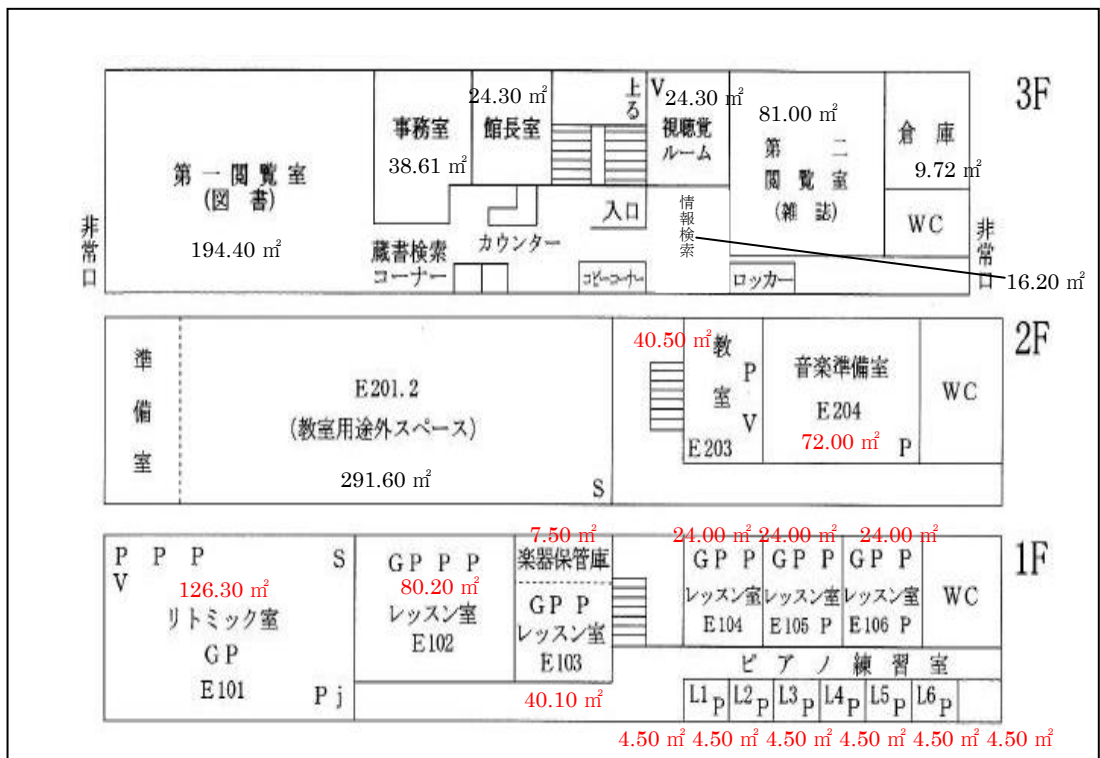 3F
24.30 ㎡
上る
V
24.30 ㎡
81.00 ㎡
事務室
館長室
視聴覚
ルーム
第 二
閲 覧 室
(雑 誌)
倉 庫
38.61 ㎡
9.72 ㎡
第 一 閲 覧 室
(図 書)
194.40 ㎡
非常口
入口
情報検索
WC
非常口
カウンター
蔵書検索
コーナー
コピーコーナー
ロッカー
16.20 ㎡
2F
40.50 ㎡
準備室
E201.2
(教室用途外スペース)
291.60 ㎡
S
教室
P
V
E203
音楽準備室
E204
72.00 ㎡
P
WC
1F
7.50 ㎡
24.00 ㎡ 24.00 ㎡ 24.00 ㎡
P P P S
V
126.30 ㎡
リトミック室
GP
E101
P j
GP P P
80.20 ㎡
レッスン室
E102
楽器保管庫
GP P
レッスン室
E103
40.10 ㎡
GP P
レッスン室
E104
GP P
レッスン室
E105 P
GP P
レッスン室
E106 P
WC
ピ ア ノ 練 習 室
L1 P L2 P L3 P L4 P L5 P L6 P
4.50 ㎡ 4.50 ㎡ 4.50 ㎡ 4.50 ㎡ 4.50 ㎡ 4.50 ㎡